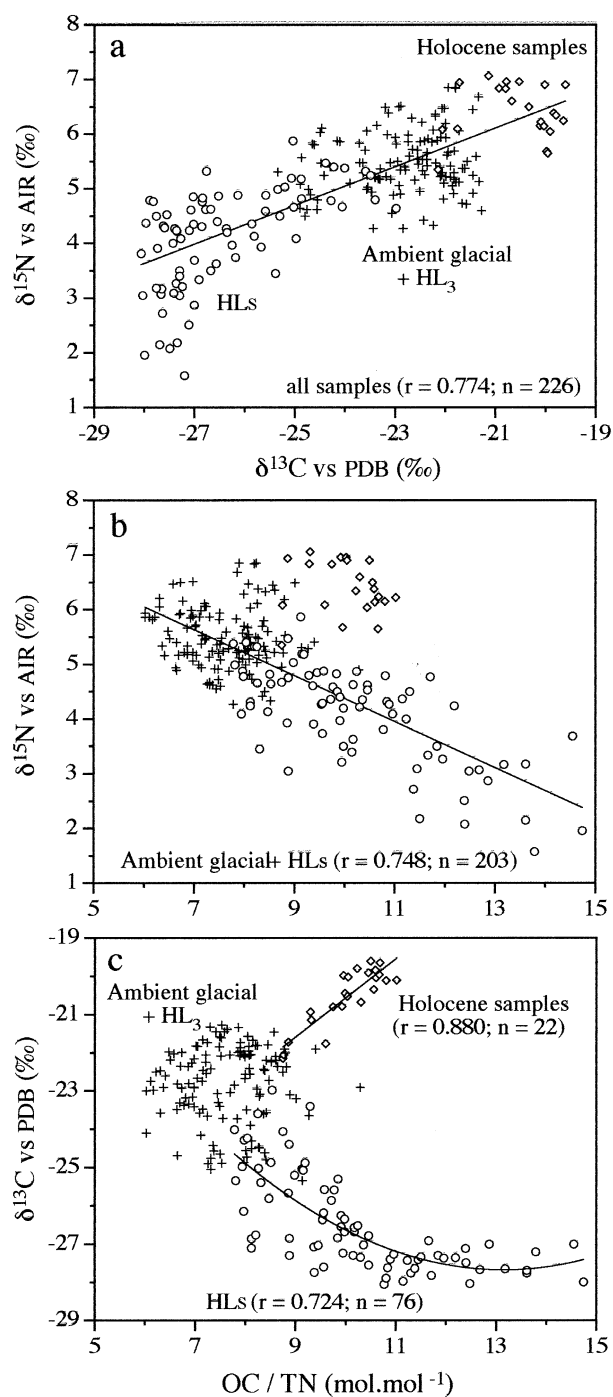 a
Holocene samples
8
7
6
5
4
3
2
1
δ15N vs AIR (‰)
HLs
Ambient glacial
+ HL3
all samples (r = 0.774; n = 226)
-29 -27 -25 -23 -21 -19
δ13C vs PDB (‰)
b
8
7
6
5
4
3
2
1
δ15N vs AIR (‰)
Ambient glacial+ HLs (r = 0.748; n = 203)
5 7 9 11 13 15
c
-19
-21
-23
-25
-27
-29
δ13C vs PDB (‰)
Ambient glacial
+ HL3
Holocene samples
(r = 0.880; n = 22)
HLs (r = 0.724; n = 76)
5 7 9 11 13 15
OC / TN (mol.mol-1)